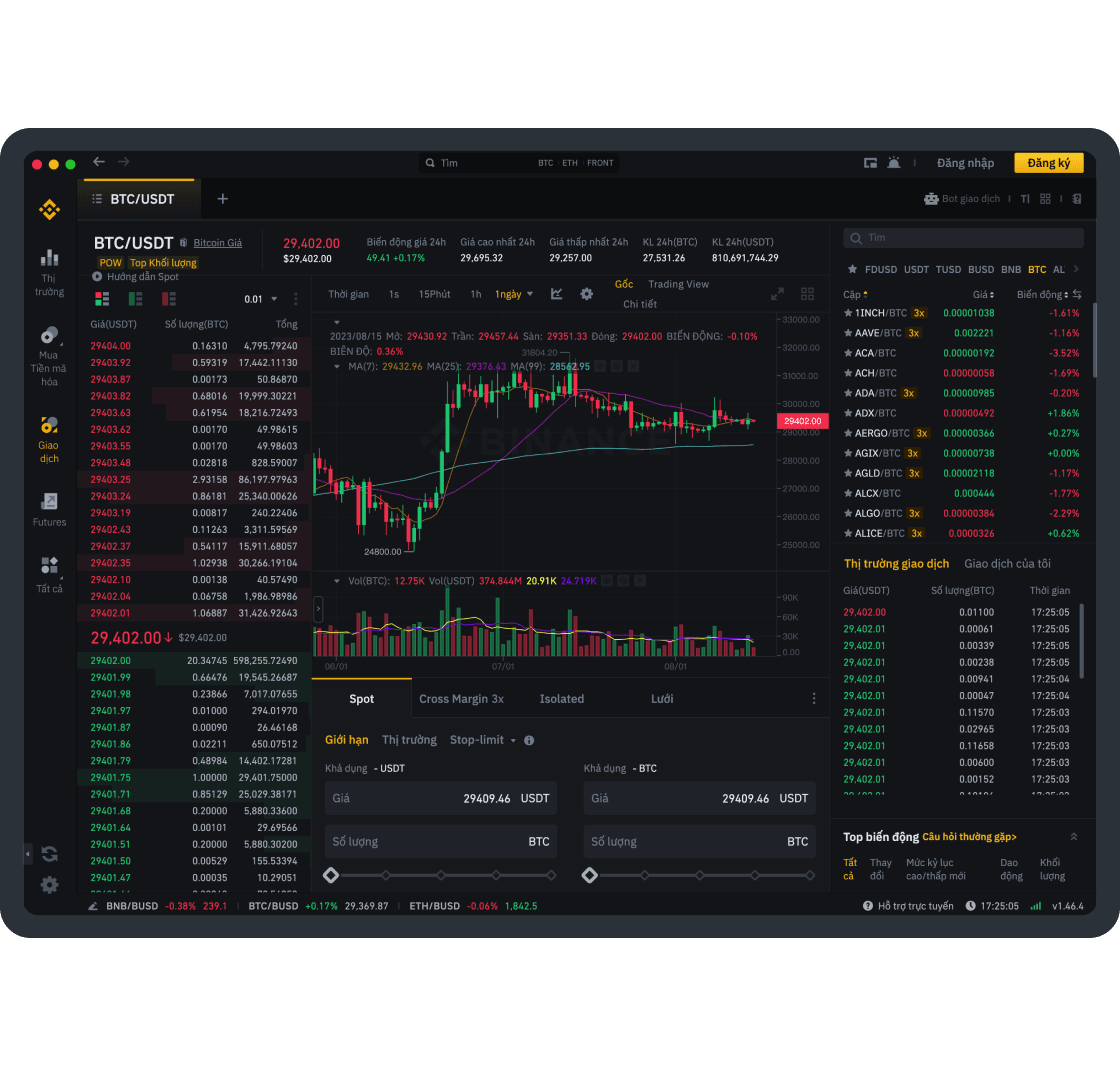 Tìm BTC · ETH · FRONT
Đăng nhập
Đăng ký
BTC/USDT
+
Bot giao dịch
Thị trường
Mua Tiền mã hóa
Giao dịch
Futures
Tất cả
BTC/USDT Bitcoin Giá
POW Top Khối lượng
Hướng dẫn Spot
29,402.00
$29,402.00
Biến động giá 24h
49.41 +0.17%
Giá cao nhất 24h
29,695.32
Giá thấp nhất 24h
29,257.00
KL 24h(BTC)
27,531.26
KL 24h(USDT)
810,691,744.29
0.01
Giá(USDT) Số lượng(BTC) Tổng
29404.00 0.16310 4,795.79240
29403.92 0.59319 17,442.11130
29403.87 0.00173 50.86870
29403.82 0.68016 19,999.30221
29403.63 0.61954 18,216.72493
29403.62 0.00170 49.98615
29403.55 0.00170 49.98603
29403.48 0.02818 828.59007
29403.25 2.93158 86,197.97963
29403.24 0.86181 25,340.00626
29403.19 0.00817 240.22406
29402.43 0.11263 3,311.59569
29402.37 0.54117 15,911.68057
29402.35 1.02938 30,266.19104
29402.10 0.00138 40.57490
29402.04 0.06758 1,986.98986
29402.01 1.06887 31,426.92643
29,402.00↓ $29,402.00
29402.00 20.34745 598,255.72490
29401.99 0.66476 19,545.26687
29401.98 0.23866 7,017.07655
29401.97 0.01000 294.01970
29401.87 0.00090 26.46168
29401.86 0.02211 650.07512
29401.79 0.48984 14,402.17281
29401.75 1.00000 29,401.75000
29401.71 0.85129 25,029.38171
29401.68 0.20000 5,880.33600
29401.64 0.00101 29.69566
29401.51 0.20000 5,880.30200
29401.50 0.00529 155.53394
29401.47 0.00035 10.29051
Thời gian 1s 15Phút 1h 1ngày
Gốc Trading View
Chi tiết
2023/08/15 Mở: 29430.92 Trần: 29457.44 Sàn: 29351.33 Đóng: 29402.00 BIẾN ĐỘNG: -0.10%
BIÊN ĐỘ: 0.36%
MA(7): 29432.96 MA(25): 29376.43 MA(99): 28562.95
31804.20
24800.00
BINANCE
33000.00
32000.00
31000.00
30000.00
29402.00
29000.00
28000.00
27000.00
26000.00
25000.00
Vol(BTC): 12.75K Vol(USDT) 374.844M 20.91K 24.719K
90K
60K
30K
0.00
06/01 07/01 08/01
Spot Cross Margin 3x Isolated Lưới
Giới hạn Thị trường Stop-limit
Khả dụng - USDT
Giá 29409.46 USDT
Số lượng BTC
Khả dụng - BTC
Giá 29409.46 USDT
Số lượng BTC
Tìm
FDUSD USDT TUSD BUSD BNB BTC AL
Cặp Giá Biến động
1INCH/BTC 3x 0.00001038 -1.61%
AAVE/BTC 3x 0.002221 -1.16%
ACA/BTC 0.00000192 -3.52%
ACH/BTC 0.00000058 -1.69%
ADA/BTC 3x 0.00000985 -0.20%
ADX/BTC 0.00000492 +1.86%
AERGO/BTC 3x 0.00000366 +0.27%
AGIX/BTC 3x 0.00000738 +0.00%
AGLD/BTC 3x 0.00002118 -1.17%
ALCX/BTC 0.000444 -1.77%
ALGO/BTC 3x 0.00000384 -2.29%
ALICE/BTC 3x 0.0000326 +0.62%
Thị trường giao dịch Giao dịch của tôi
Giá(USDT) Số lượng(BTC) Thời gian
29,402.00 0.01100 17:25:05
29,402.01 0.00061 17:25:05
29,402.01 0.00339 17:25:05
29,402.01 0.00238 17:25:05
29,402.01 0.00941 17:25:04
29,402.01 0.00047 17:25:04
29,402.01 0.11570 17:25:03
29,402.01 0.02965 17:25:03
29,402.01 0.11658 17:25:03
29,402.01 0.00600 17:25:03
29,402.01 0.00152 17:25:03
Top biến động Câu hỏi thường gặp>
Tất cả
Thay đổi
Mức kỷ lục cao/thấp mới
Dao động
Khối lượng
BNB/BUSD -0.38% 239.1 BTC/BUSD +0.17% 29,369.87 ETH/BUSD -0.06% 1,842.5
Hỗ trợ trực tuyến 17:25:05 v1.46.4